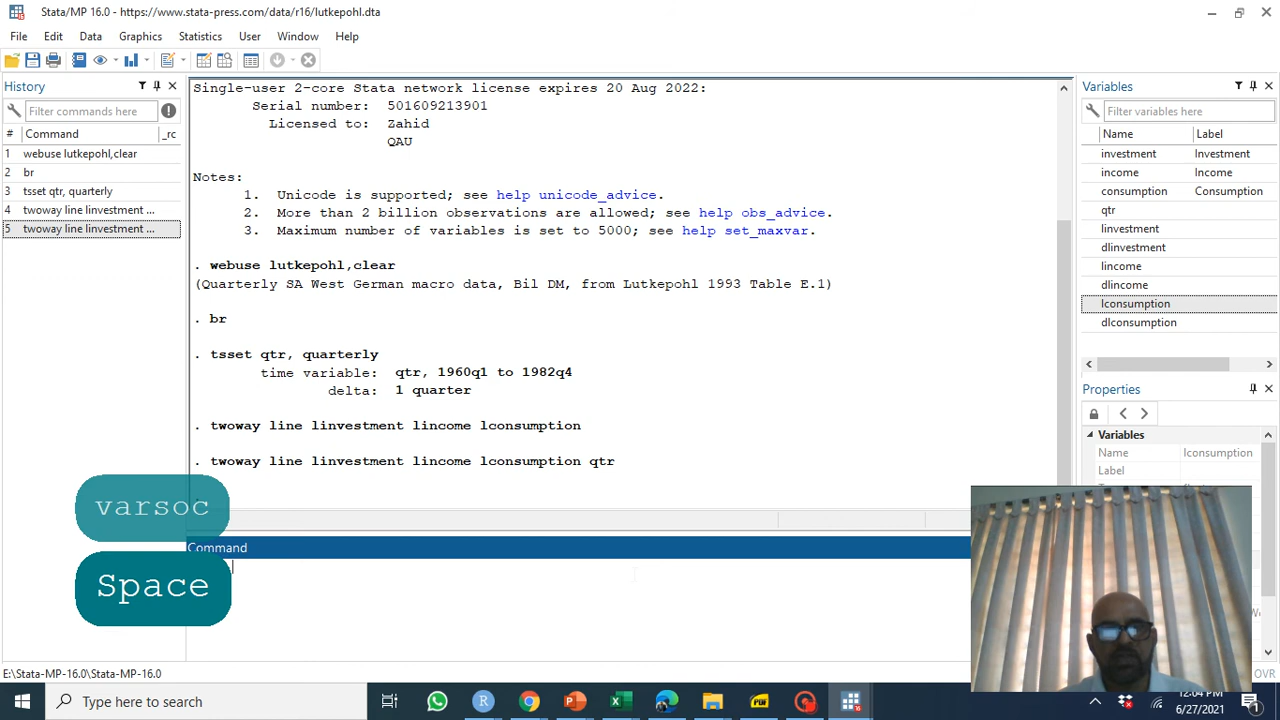 Stata/MP 16.0 - https://www.stata-press.com/data/r16/lutkepohl.dta
File Edit Data Graphics Statistics User Window Help
History
Filter commands here
# Command _rc
1 webuse lutkepohl,clear
2 br
3 tsset qtr, quarterly
4 twoway line linvestment ...
5 twoway line linvestment ...
Single-user 2-core Stata network license expires 20 Aug 2022:
Serial number: 501609213901
Licensed to: Zahid
QAU
Notes:
1. Unicode is supported; see help unicode_advice.
2. More than 2 billion observations are allowed; see help obs_advice.
3. Maximum number of variables is set to 5000; see help set_maxvar.
. webuse lutkepohl,clear
(Quarterly SA West German macro data, Bil DM, from Lutkepohl 1993 Table E.1)
. br
. tsset qtr, quarterly
time variable: qtr, 1960q1 to 1982q4
delta: 1 quarter
. twoway line linvestment lincome lconsumption
. twoway line linvestment lincome lconsumption qtr
varsoc
Command
Space
Variables
Filter variables here
Name Label
investment Investment
income Income
consumption Consumption
qtr
linvestment
dlinvestment
lincome
dlincome
lconsumption
dlconsumption
Properties
Variables
Name lconsumption
Label
E:\Stata-MP-16.0\Stata-MP-16.0
OVR
Type here to search
12:04 PM
6/27/2021